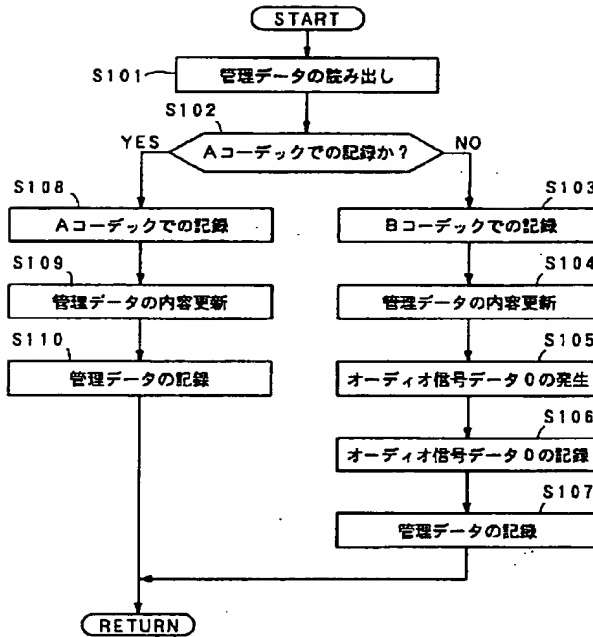 START
S101
管理データの読み出し
S102
Aコーデックでの記録か?
YES
NO
S108
Aコーデックでの記録
S109
管理データの内容更新
S110
管理データの記録
S103
Bコーデックでの記録
S104
管理データの内容更新
S105
オーディオ信号データ0の発生
S106
オーディオ信号データ0の記録
S107
管理データの記録
RETURN